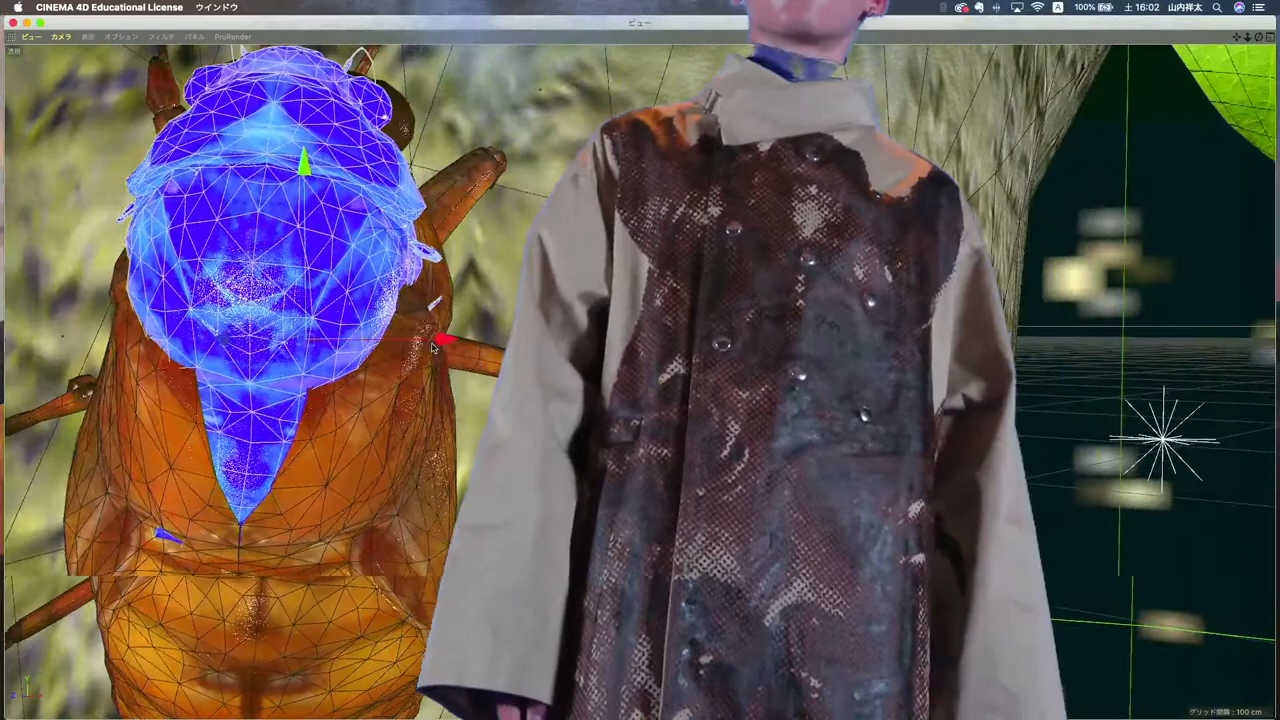 CINEMA 4D Educational License ウインドウ
100% 土 16:02 山内祥太
ビュー
ビュー カメラ 表示 オプション フィルタ パネル ProRender
透視
グリッド間隔 : 100 cm